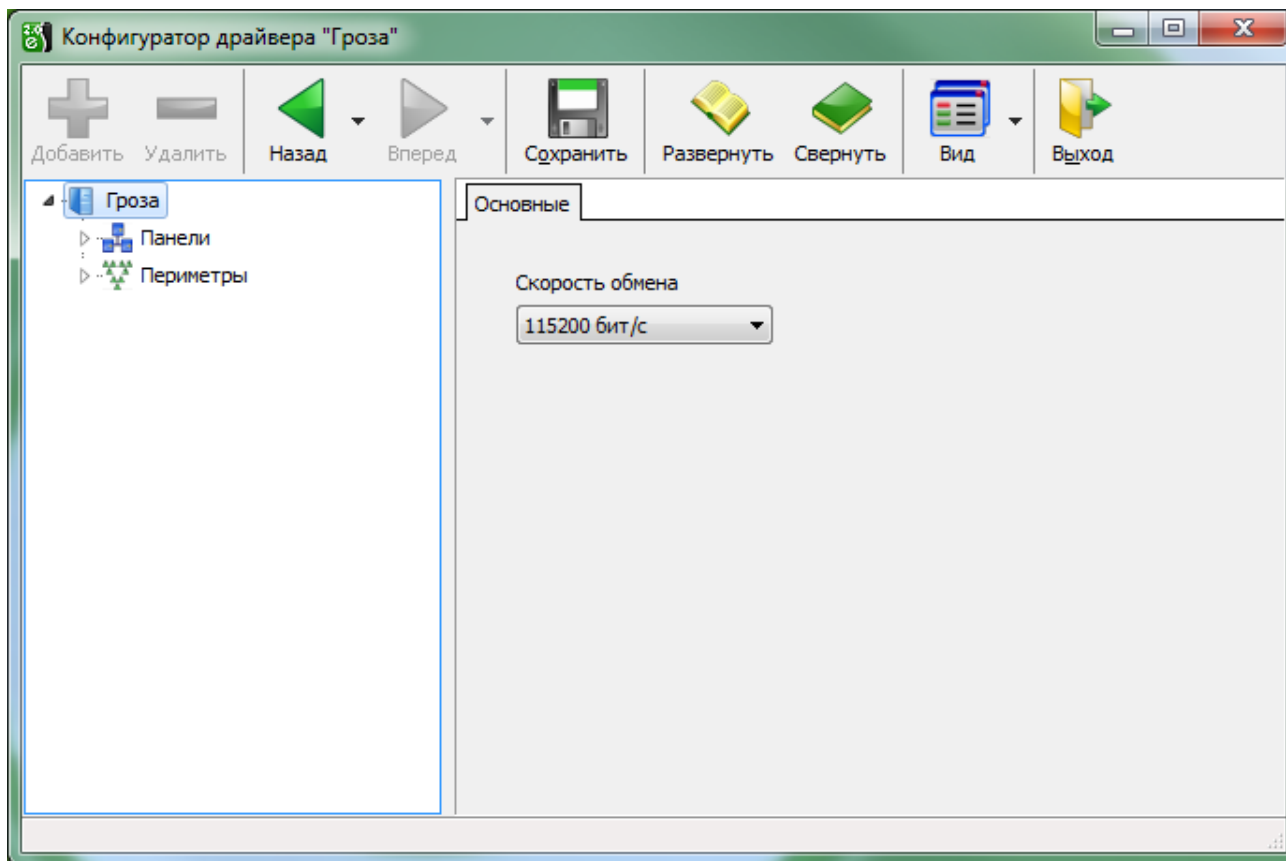 Конфигуратор драйвера "Гроза"
Добавить Удалить Назад Вперед Сохранить Развернуть Свернуть Вид Выход
Гроза
Панели
Периметры
Основные
Скорость обмена
115200 бит/с